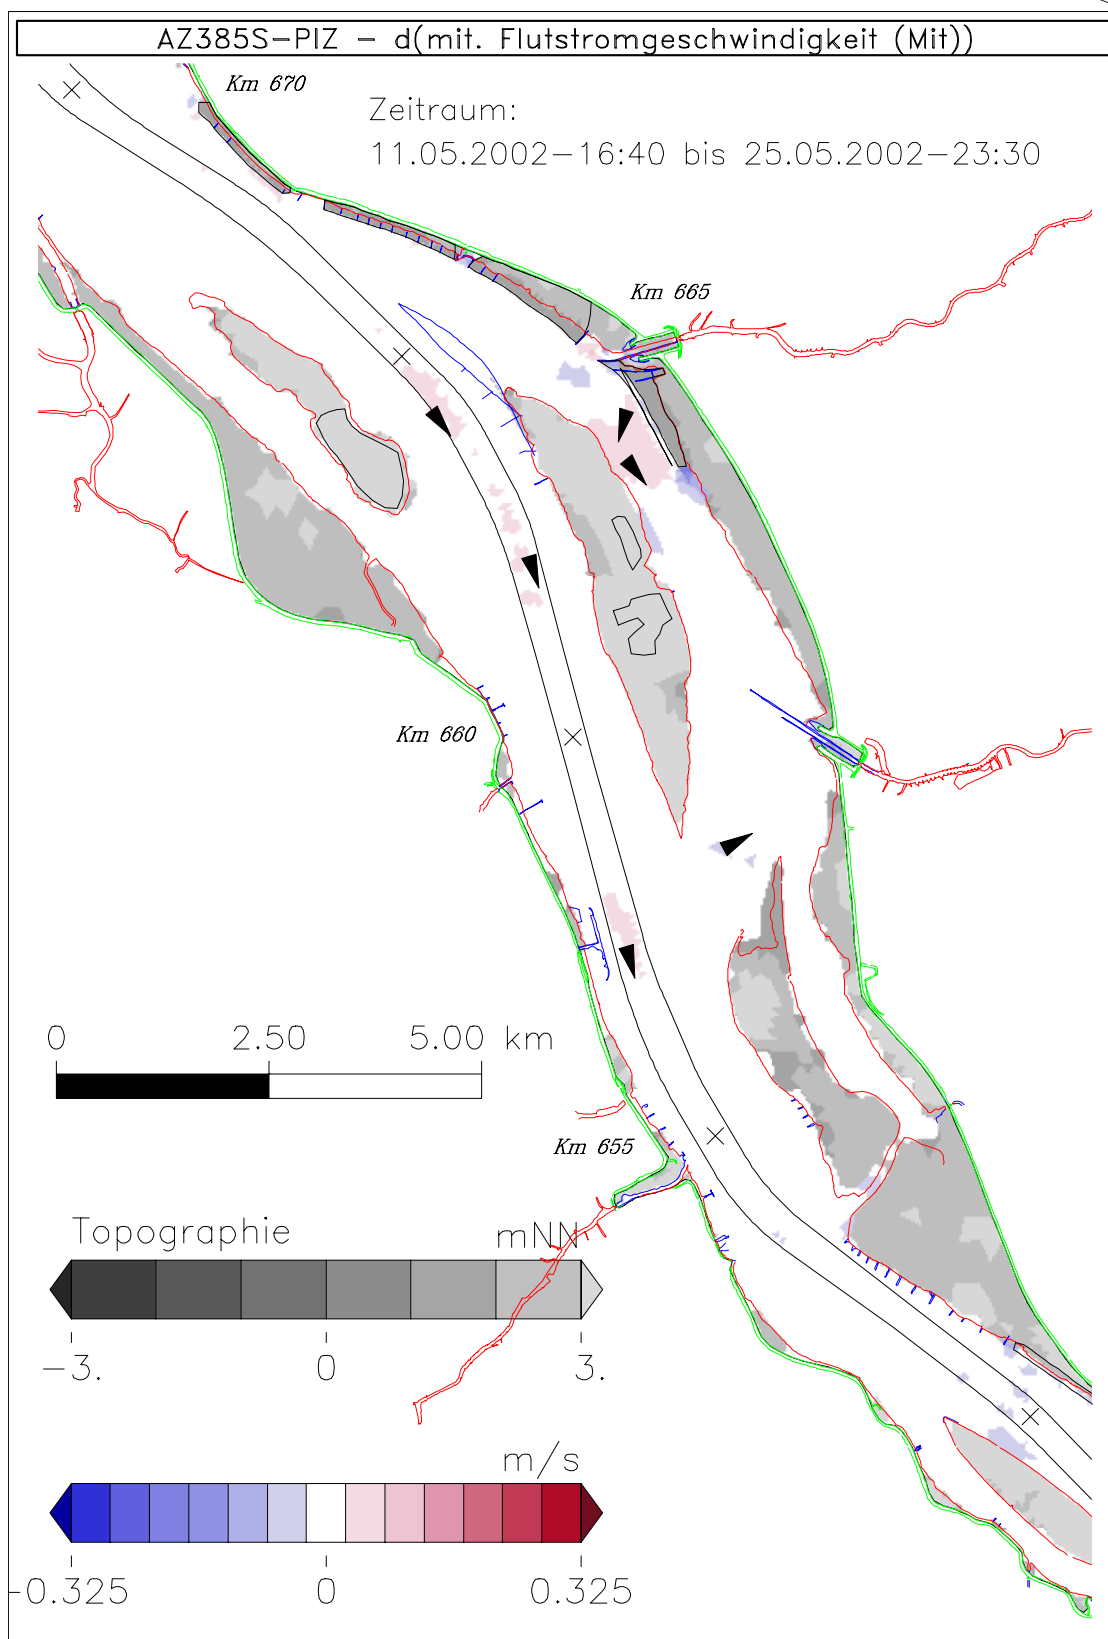 AZ385S-PIZ - d(mit. Flutstromgeschwindigkeit (Mit))
Km 670
Zeitraum:
11.05.2002-16:40 bis 25.05.2002-23:30
Km 665
Km 660
0 2.50 5.00 km
Km 655
Topographie mNN
-3. 0 3.
m/s
-0.325 0 0.325